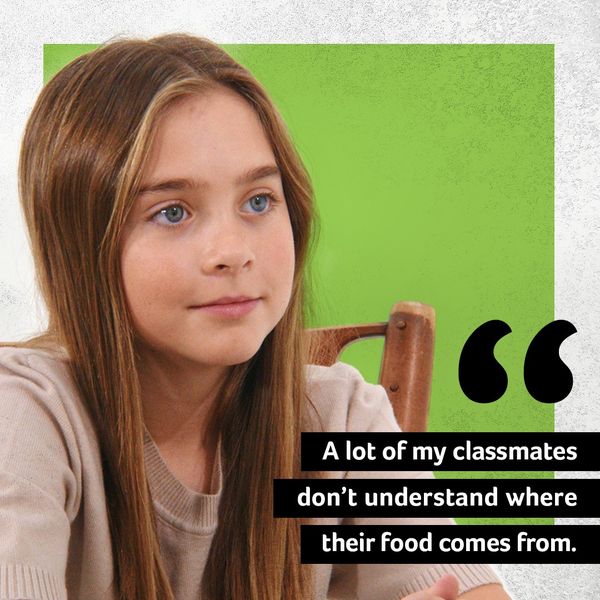 “
A lot of my classmates
don’t understand where
their food comes from.